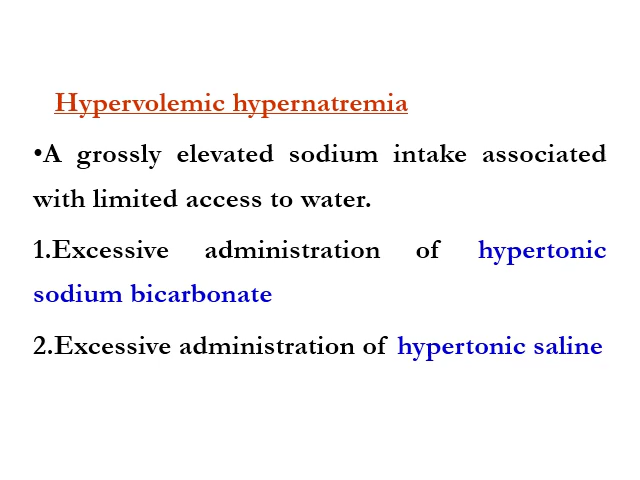 Hypervolemic hypernatremia
•A grossly elevated sodium intake associated
with limited access to water.
1.Excessive administration of hypertonic
sodium bicarbonate
2.Excessive administration of hypertonic saline